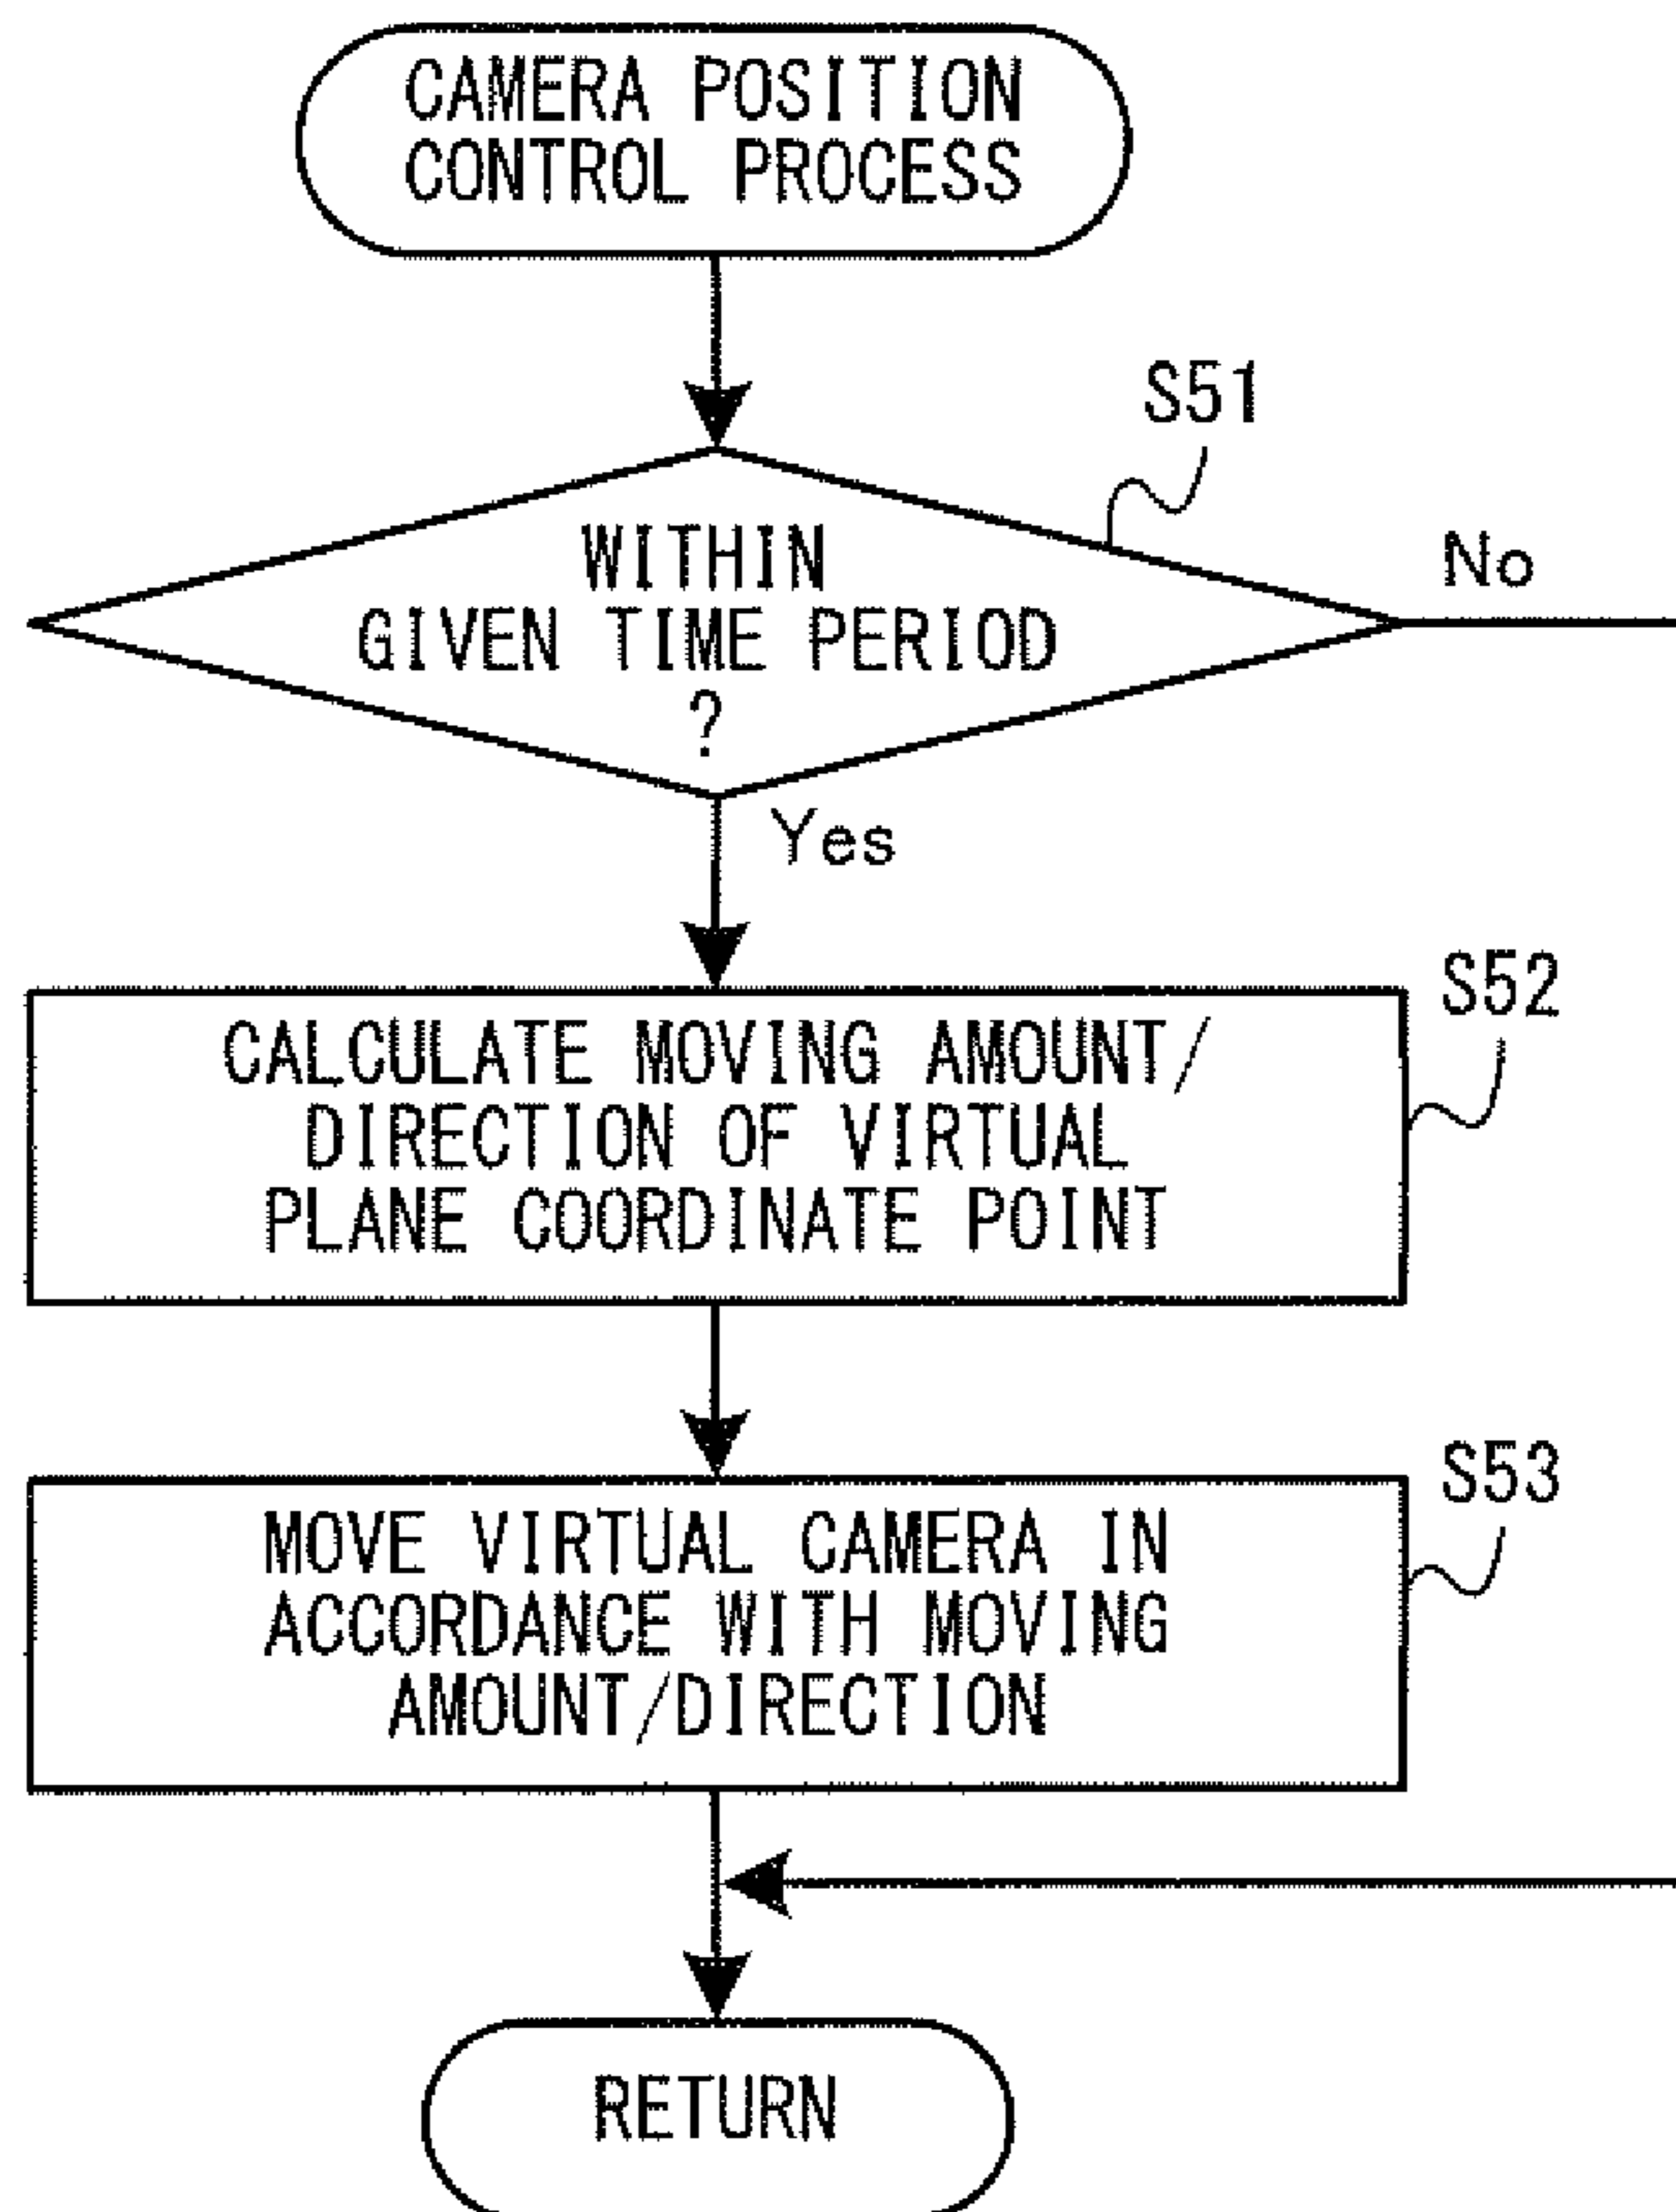 CAMERA POSITION
CONTROL PROCESS
S51
WITHIN
GIVEN TIME PERIOD
?
No
Yes
S52
CALCULATE MOVING AMOUNT/
DIRECTION OF VIRTUAL
PLANE COORDINATE POINT
S53
MOVE VIRTUAL CAMERA IN
ACCORDANCE WITH MOVING
AMOUNT/DIRECTION
RETURN